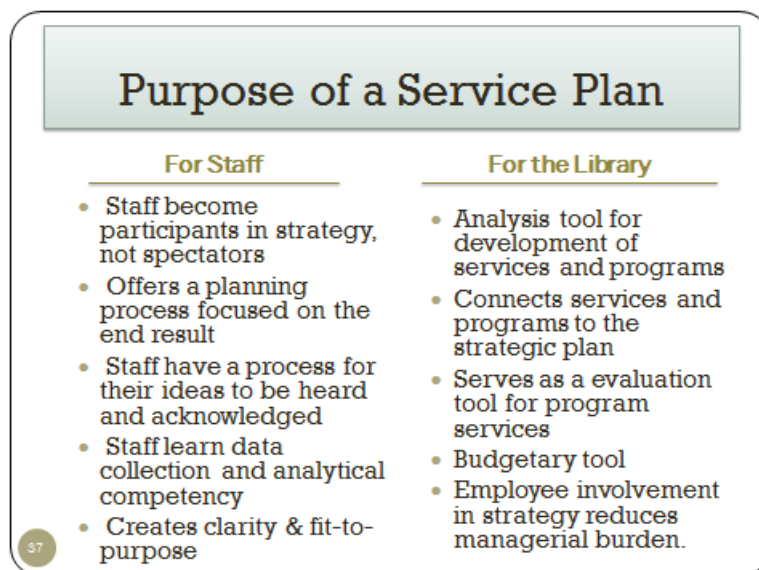 Purpose of a Service Plan
For Staff
• Staff become
participants in strategy,
not spectators
• Offers a planning
process focused on the
end result
• Staff have a process for
their ideas to be heard
and acknowledged
• Staff learn data
collection and analytical
competency
• Creates clarity & fit-to-
purpose
For the Library
• Analysis tool for
development of
services and programs
• Connects services and
programs to the
strategic plan
• Serves as a evaluation
tool for program
services
• Budgetary tool
• Employee involvement
in strategy reduces
managerial burden.
37